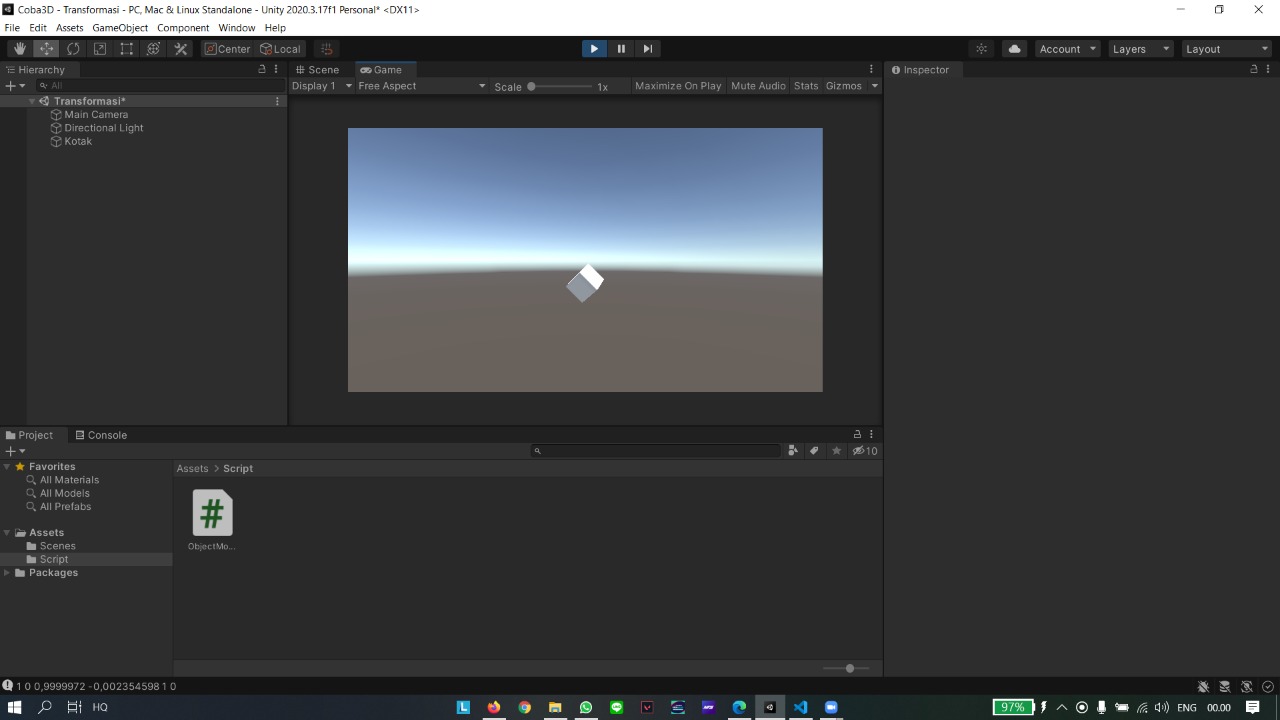 Coba3D - Transformasi - PC, Mac & Linux Standalone - Unity 2020.3.17f1 Personal* <DX11>
File Edit Assets GameObject Component Window Help
Center Local Account Layers Layout
Hierarchy
All
Transformasi*
Main Camera
Directional Light
Kotak
Scene Game
Display 1 Free Aspect Scale 1x Maximize On Play Mute Audio Stats Gizmos
Inspector
Project Console
10
Favorites
All Materials
All Models
All Prefabs
Assets
Scenes
Script
Packages
Assets > Script
#
ObjectMo...
1 0 0,9999972 -0,002354598 1 0
HQ
97% ENG 00.00